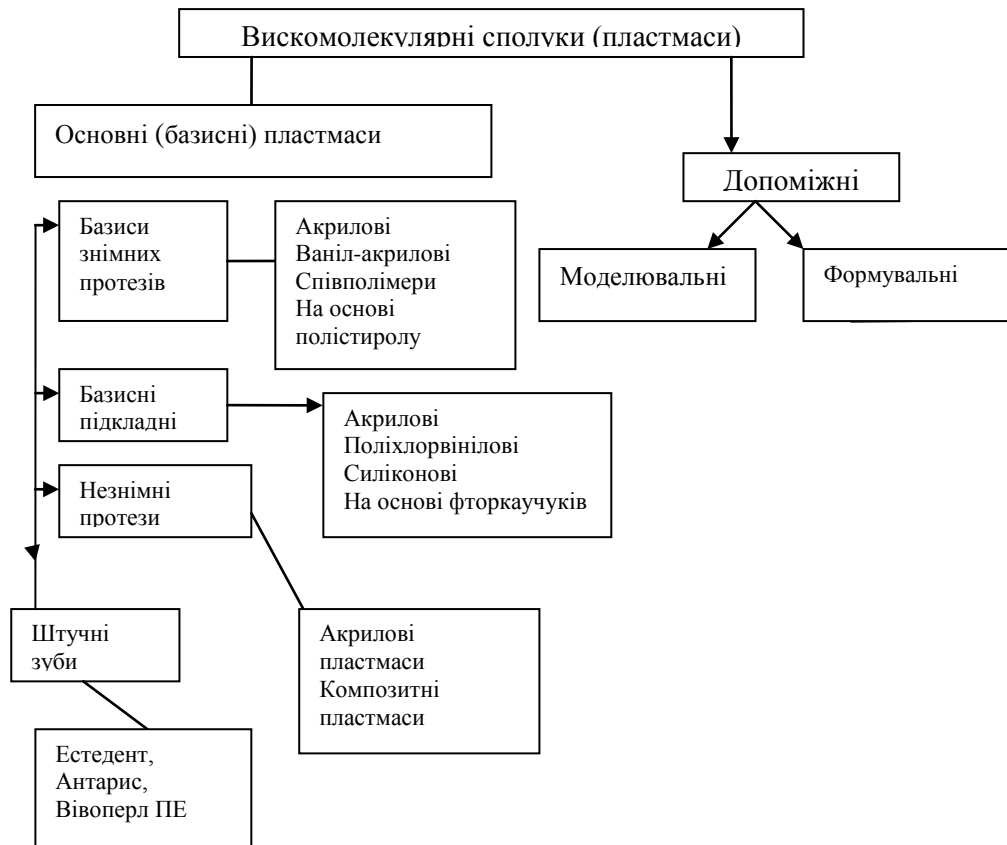 Вискомолекулярні сполуки (пластмаси)
Основні (базисні) пластмаси
Допоміжні
Базиси
знімних
протезів
Акрилові
Ваніл-акрилові
Співполімери
На основі
полістиролу
Моделювальні
Формувальні
Базисні
підкладні
Акрилові
Поліхлорвінілові
Силіконові
На основі фторкаучуків
Незнімні
протези
Штучні
зуби
Акрилові
пластмаси
Композитні
пластмаси
Естедент,
Антарис,
Вівоперл ПЕ